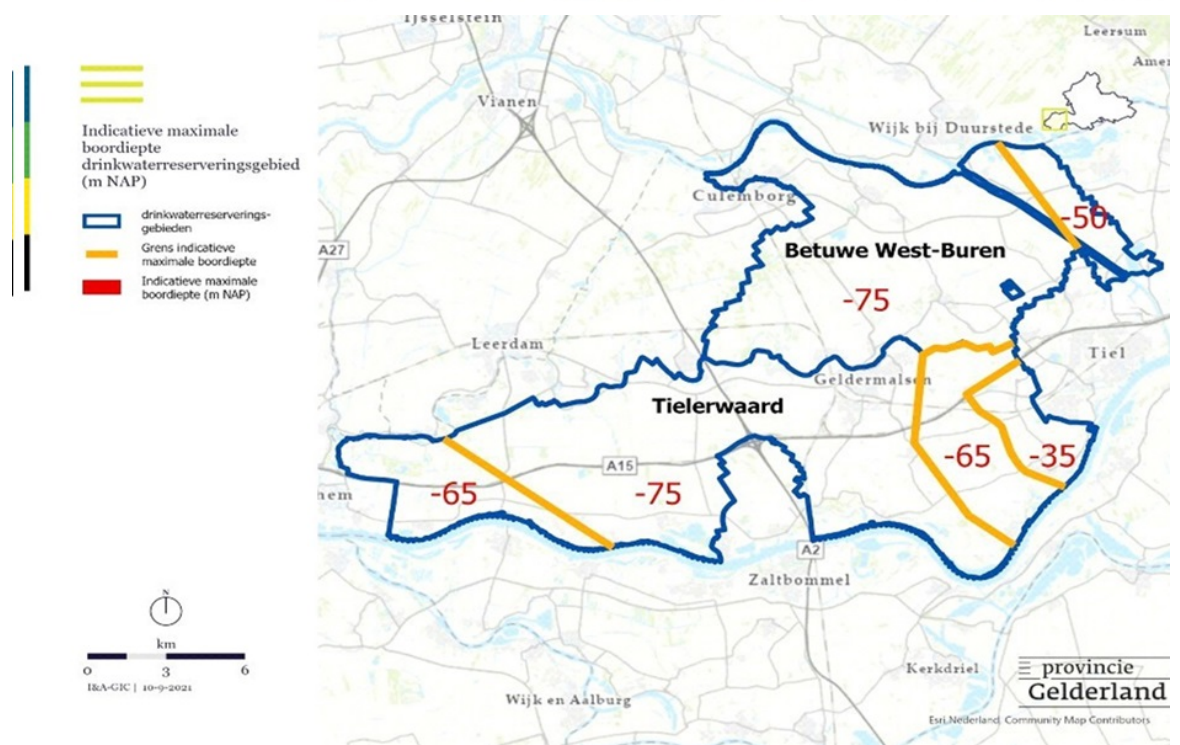 Indicatieve maximale
boordiepte
drinkwaterreserveringsgebied
(m NAP)
drinkwaterreserverings-
gebieden
Grens indicatieve
maximale boordiepte
Indicatieve maximale
boordiepte (m NAP)
IJsselstein
Leersum
Vianen
Wijk bij Duurstede
Culemborg
-50
A27
Betuwe West-Buren
-75
Leerdam
Tiel
Geldermalsen
Tielerwaard
-65
-35
A15
-65
-75
A2
Zaltbommel
Kerkdriel
Wijk en Aalburg
N
km
0 3 6
I&A-GIC | 10-9-2021
provincie
Gelderland
Esri Nederland, Community Map Contributors